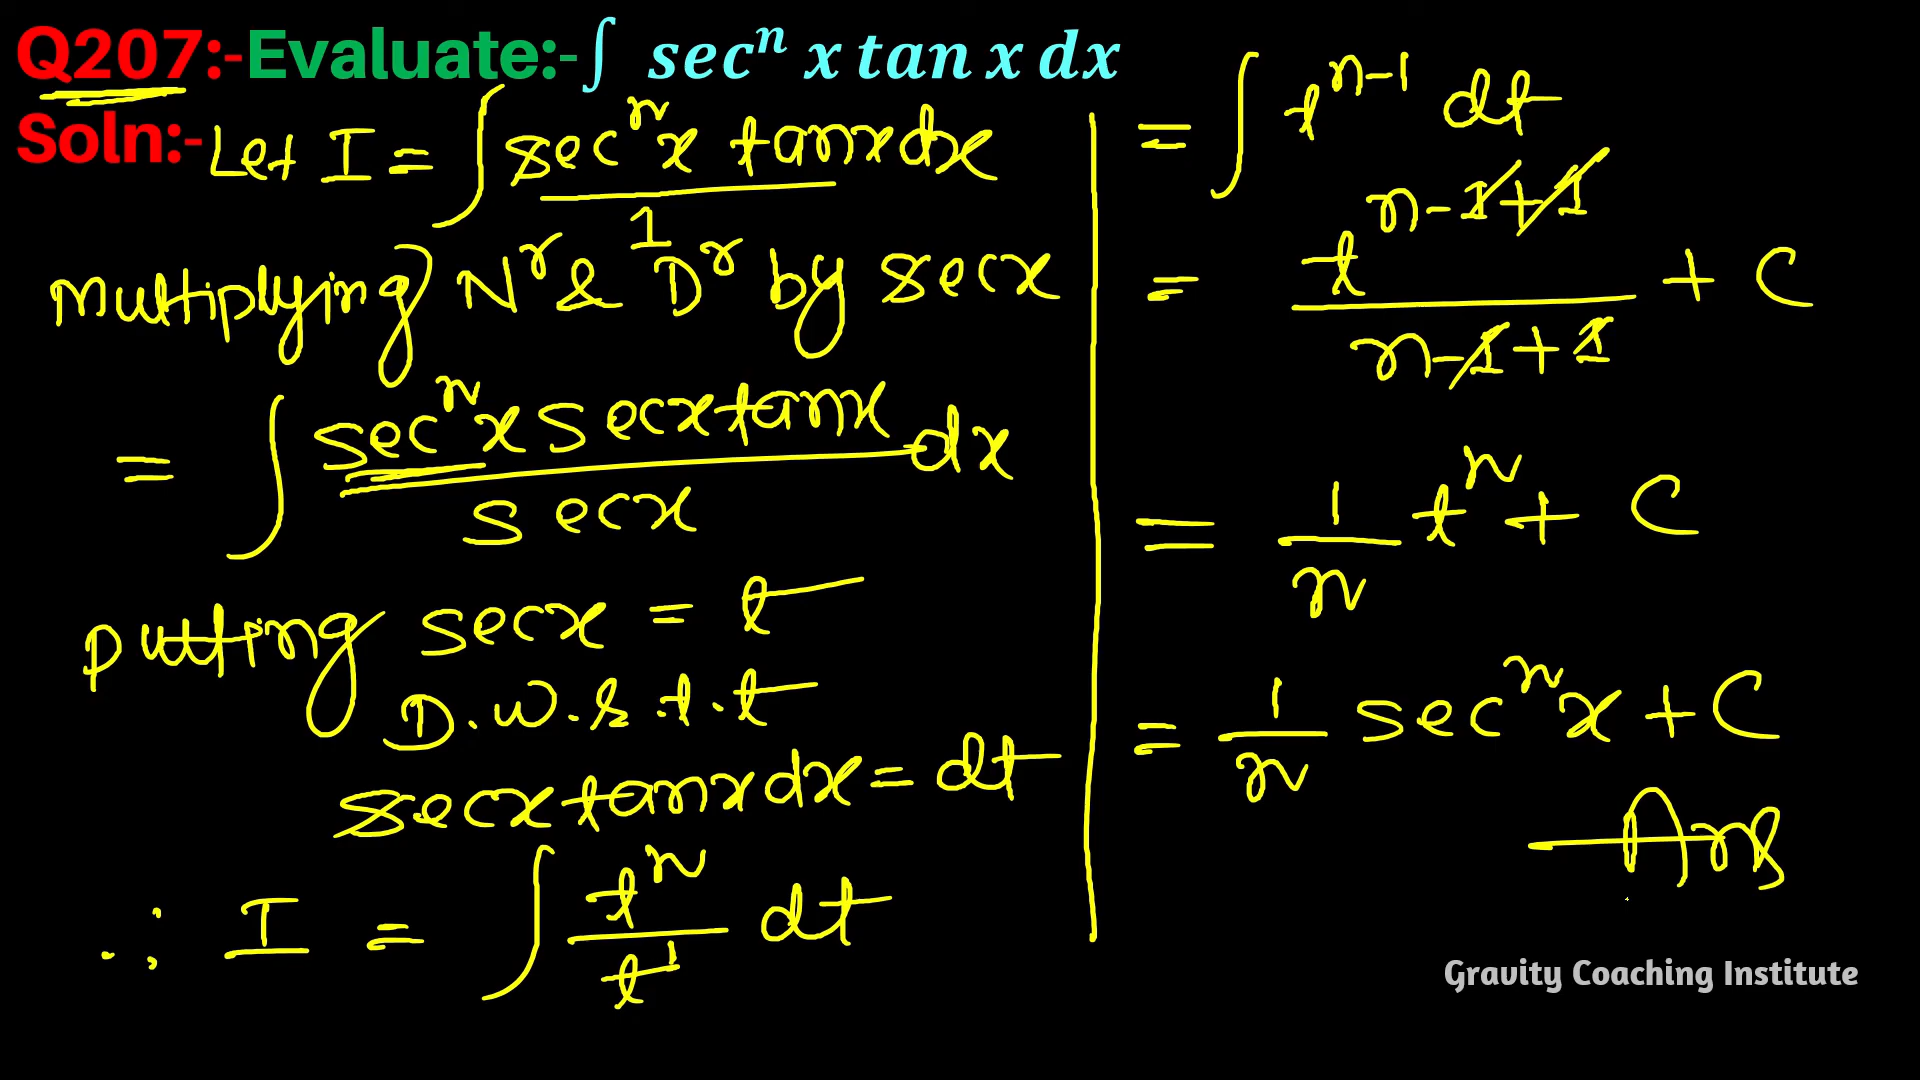 Q207:-Evaluate:-∫ secⁿ x tan x dx
Soln:- Let I = ∫ secⁿx tanx dx / 1
multiplying Nʳ & Dʳ by secx
= ∫ secⁿx secx tanx / secx dx
putting secx = t
D.w.r.t.t
secx tanx dx = dt
∴ I = ∫ tⁿ / t¹ dt
= ∫ tⁿ⁻¹ dt
= tⁿ⁻¹⁺¹ / n-1+1 + C
= 1/n tⁿ + C
= 1/n secⁿx + C
Ans
Gravity Coaching Institute